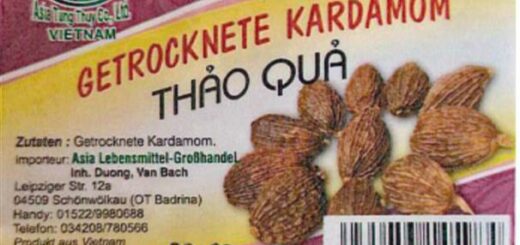 Asia Tung Thuy Co., Ltd.
VIETNAM
GETROCKNETE KARDAMOM
THẢO QUẢ
Zutaten : Getrocknete Kardamom.
importeur: Asia Lebensmittel-Großhandel
Inh. Duong, Van Bach
Leipziger Str. 12a
04509 Schönwölkau (OT Badrina)
Handy: 01522/9980688
Telefon: 034208/780566
Produkt aus Vietnam